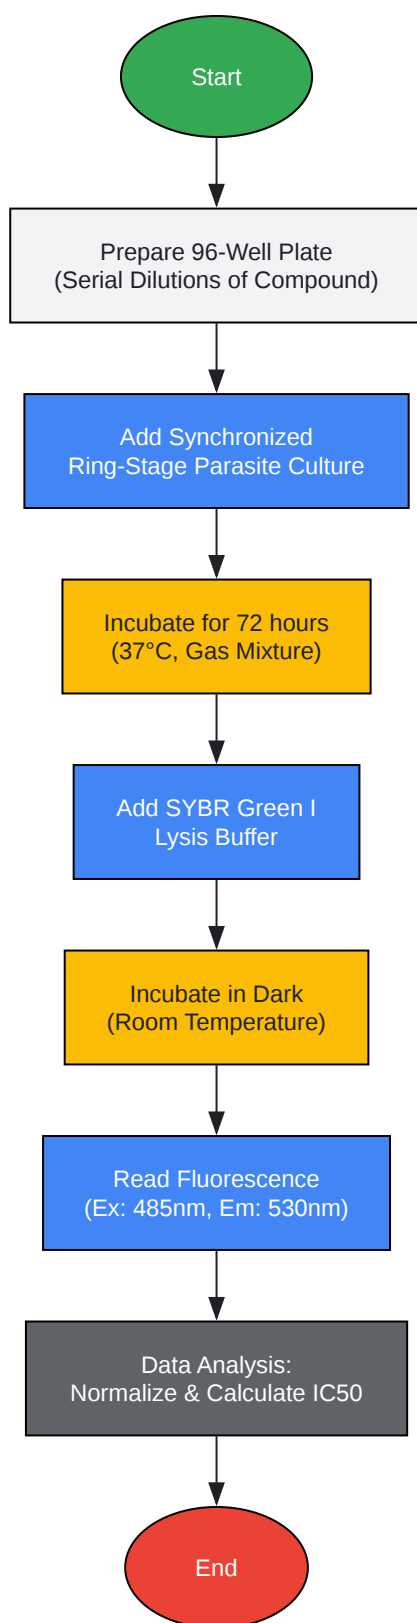 Start
Prepare 96-Well Plate
(Serial Dilutions of Compound)
Add Synchronized
Ring-Stage Parasite Culture
Incubate for 72 hours
(37°C, Gas Mixture)
Add SYBR Green I
Lysis Buffer
Incubate in Dark
(Room Temperature)
Read Fluorescence
(Ex: 485nm, Em: 530nm)
Data Analysis:
Normalize & Calculate IC50
End